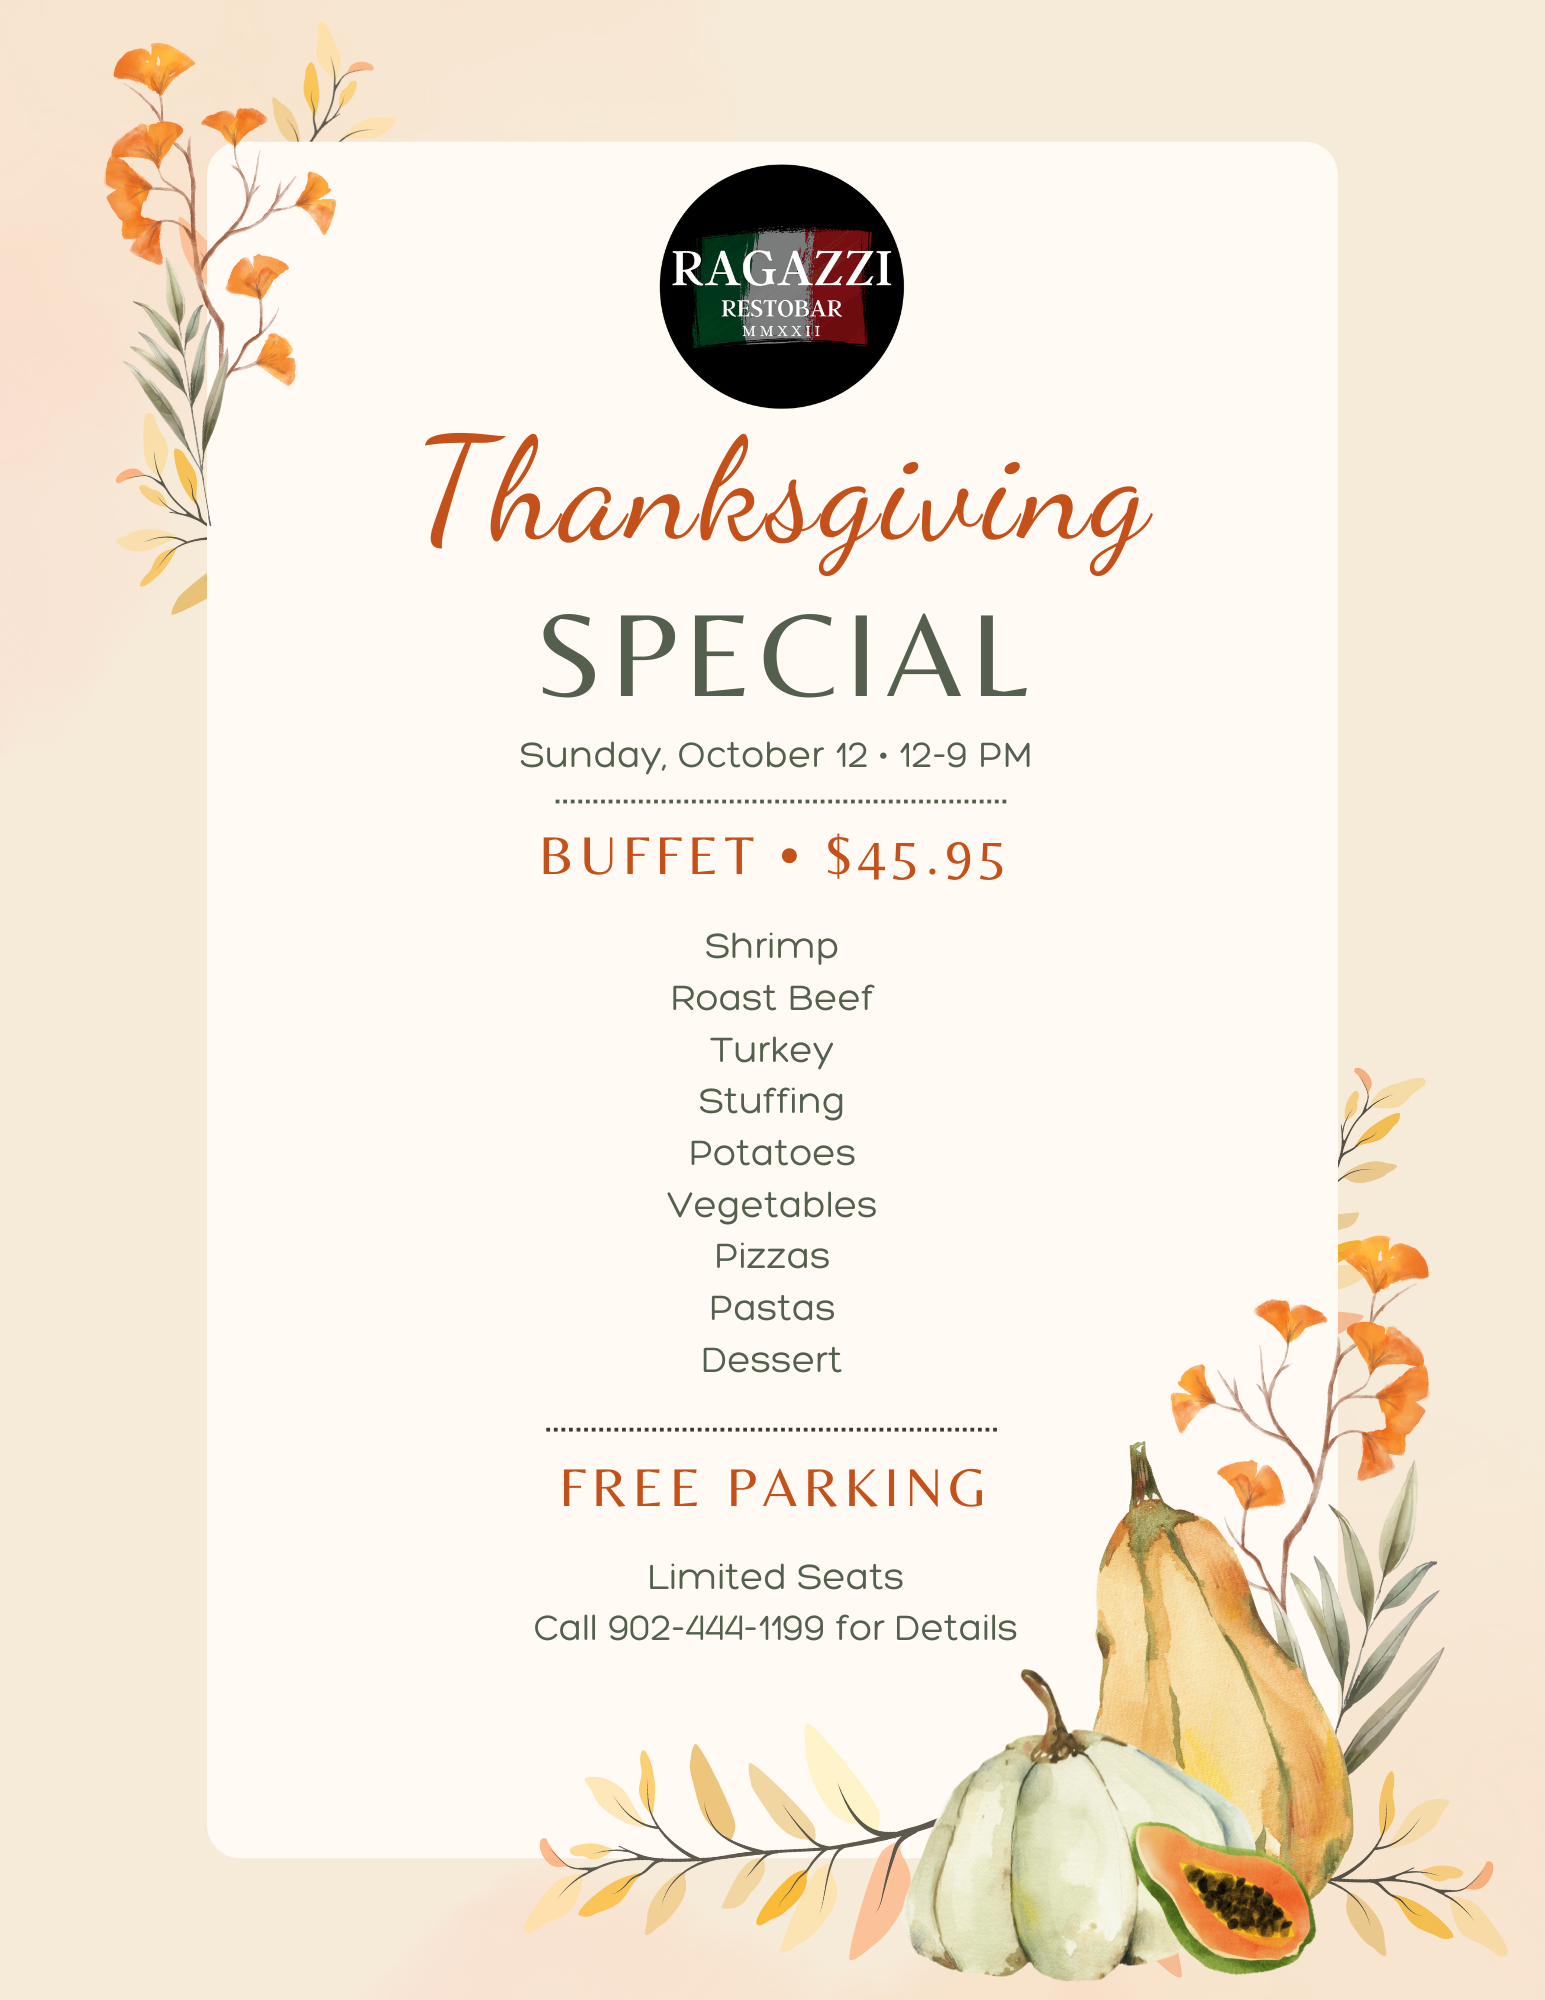 RAGAZZI
RESTOBAR
MMXXII
Thanksgiving
SPECIAL
Sunday, October 12 • 12-9 PM
BUFFET • $45.95
Shrimp
Roast Beef
Turkey
Stuffing
Potatoes
Vegetables
Pizzas
Pastas
Dessert
FREE PARKING
Limited Seats
Call 902-444-1199 for Details